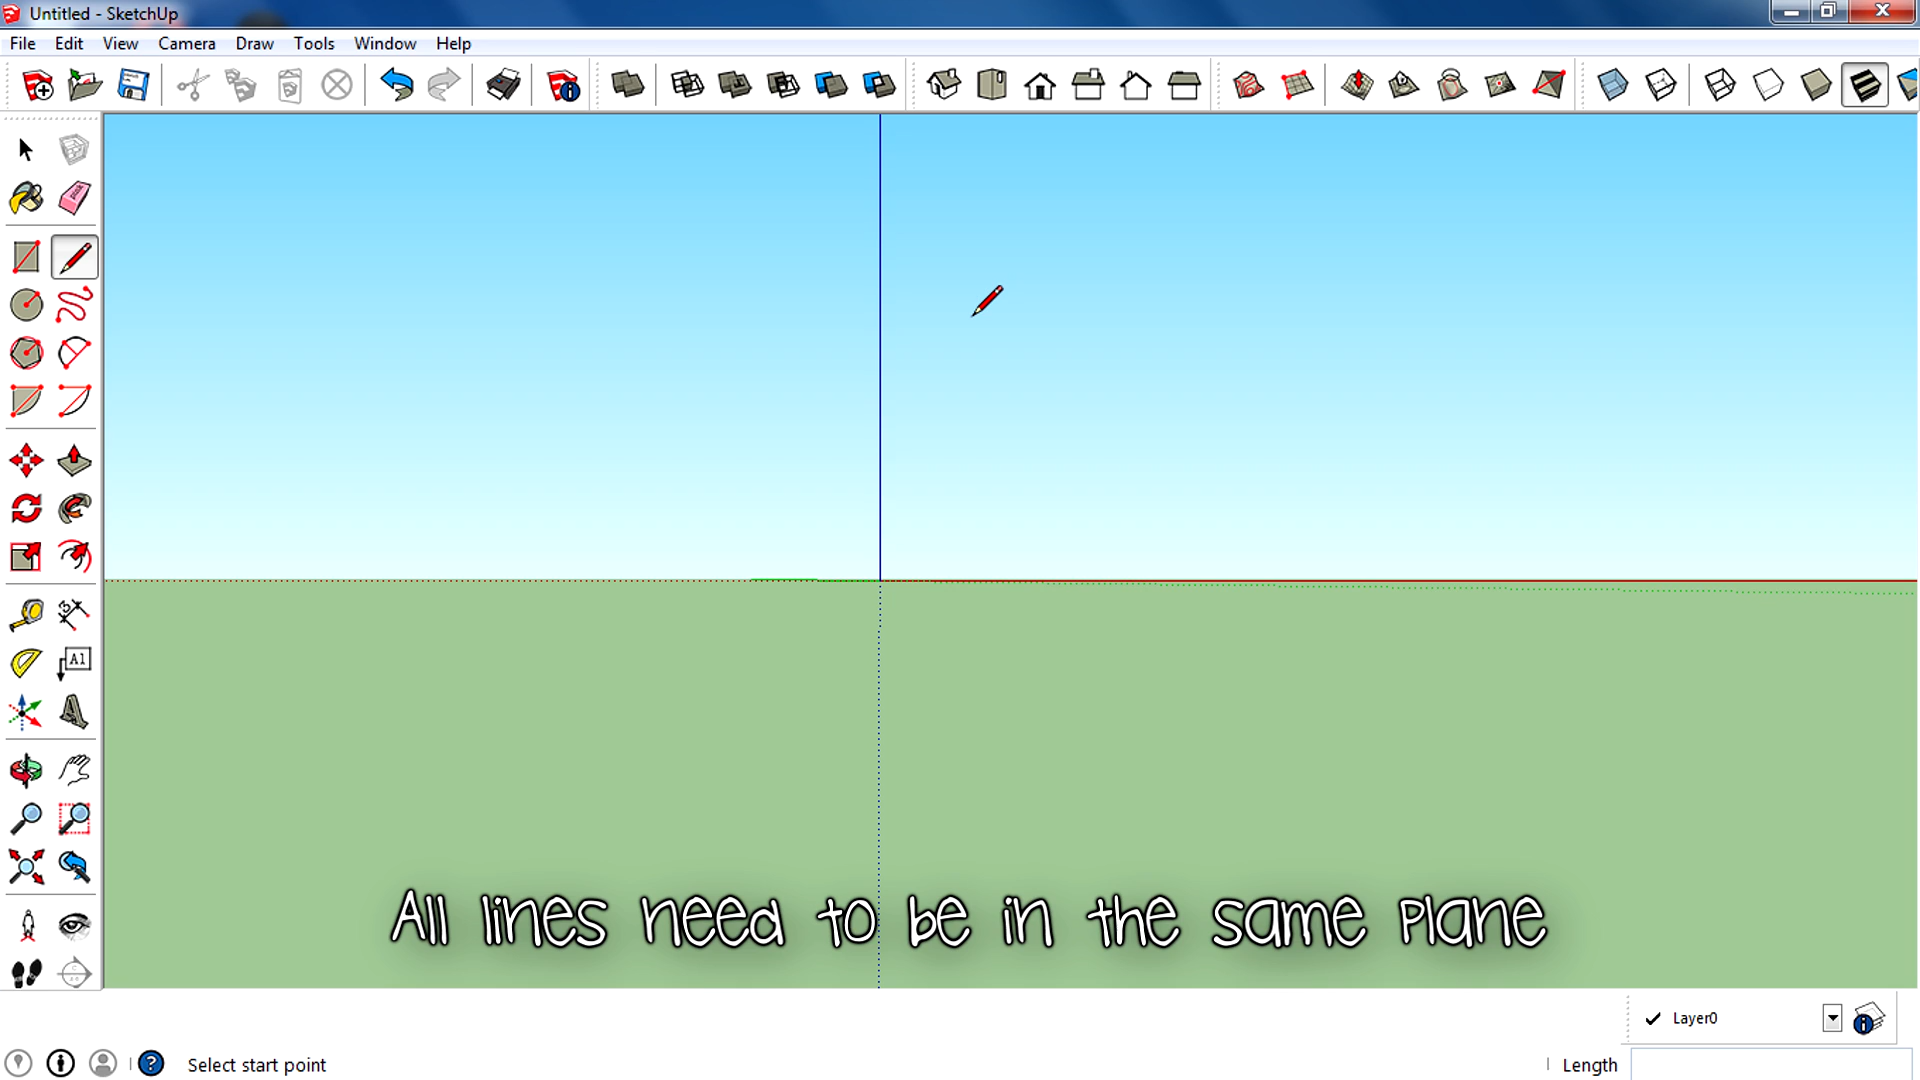 Untitled - SketchUp
File Edit View Camera Draw Tools Window Help
A1
All lines need to be in the same plane
Layer0
Select start point
Length